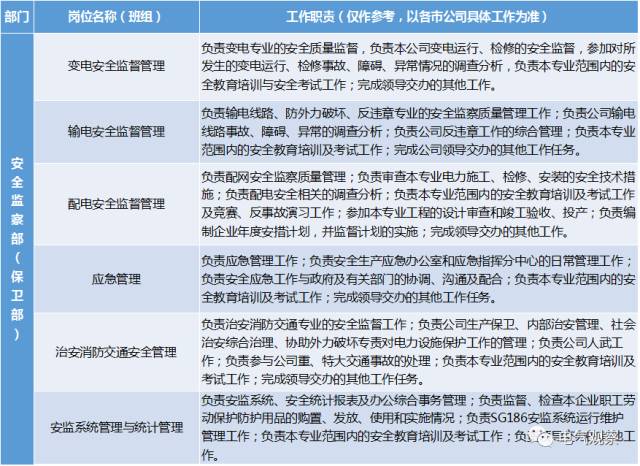 部门
岗位名称（班组）
工作职责（仅作参考，以各市公司具体工作为准）
安全监察部（保卫部）
变电安全监督管理
负责变电专业的安全质量监督，负责本公司变电运行、检修的安全监督，参加对所
发生的变电运行、检修事故、障碍、异常情况的调查分析，负责本专业范围内的安
全教育培训与安全考试工作；完成领导交办的其他工作。
输电安全监督管理
负责输电线路、防外力破坏、反违章专业的安全监察质量管理工作；负责公司输电
线路事故、障碍、异常的调查分析；负责公司反违章工作的综合管理；负责本专业
范围内的安全教育培训及考试工作；完成公司领导交办的其他工作任务。
配电安全监督管理
负责配网安全监察质量管理；负责审查本专业电力施工、检修、安装的安全技术措
施；负责配电安全相关的调查分析；负责本专业范围内的安全教育培训及考试工作
及竞赛、反事故演习工作；参加本专业工程的设计审查和竣工验收、投产；负责编
制企业年度安措计划，并监督计划的实施；完成领导交办的其他工作。
应急管理
负责应急管理工作；负责安全生产应急办公室和应急指挥分中心的日常管理工作；
负责安全应急工作与政府及有关部门的协调、沟通及配合；负责本专业范围内的安
全教育培训及考试工作；完成领导交办的其他工作任务。
治安消防交通安全管理
负责治安消防交通专业的安全监督工作；负责公司生产保卫、内部治安管理、社会
治安综合治理、协助外力破坏专责对电力设施保护工作的管理；负责公司人武工
作；负责参与公司重、特大交通事故的处理；负责本专业范围内的安全教育培训及
考试工作；完成领导交办的其他工作任务。
安监系统管理与统计管理
负责安监系统、安全统计报表及办公综合事务管理；负责监督、检查本企业职工劳
动保护防护用品的购置、发放、使用和实施情况；负责SG186安监系统运行维护
管理工作；负责本专业范围内的安全教育培训及考试工作；
作。
电气观察